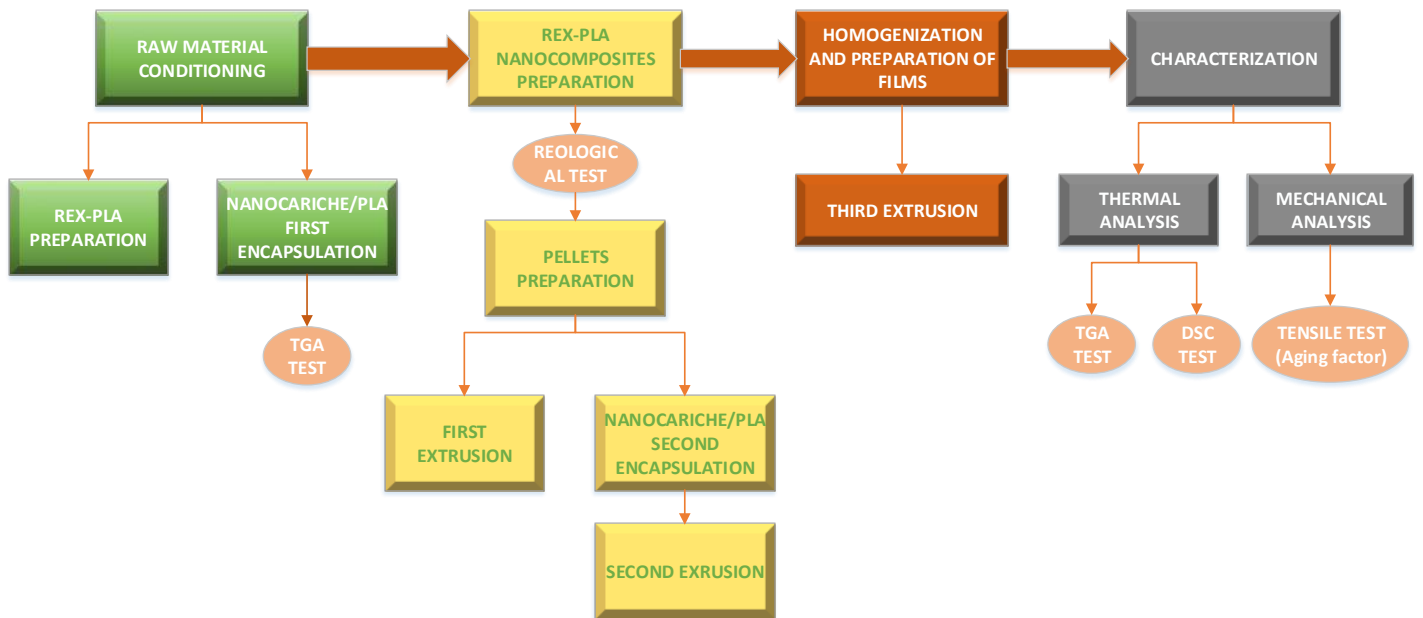 RAW MATERIAL
CONDITIONING
REX-PLA
NANOCOMPOSITES
PREPARATION
HOMOGENIZATION
AND PREPARATION OF
FILMS
CHARACTERIZATION
REX-PLA
PREPARATION
NANOCARICHE/PLA
FIRST
ENCAPSULATION
TGA
TEST
REOLOGIC
AL TEST
PELLETS
PREPARATION
FIRST
EXTRUSION
NANOCARICHE/PLA
SECOND
ENCAPSULATION
SECOND EXRUSION
THIRD EXTRUSION
THERMAL
ANALYSIS
MECHANICAL
ANALYSIS
TGA
TEST
DSC
TEST
TENSILE TEST
(Aging factor)